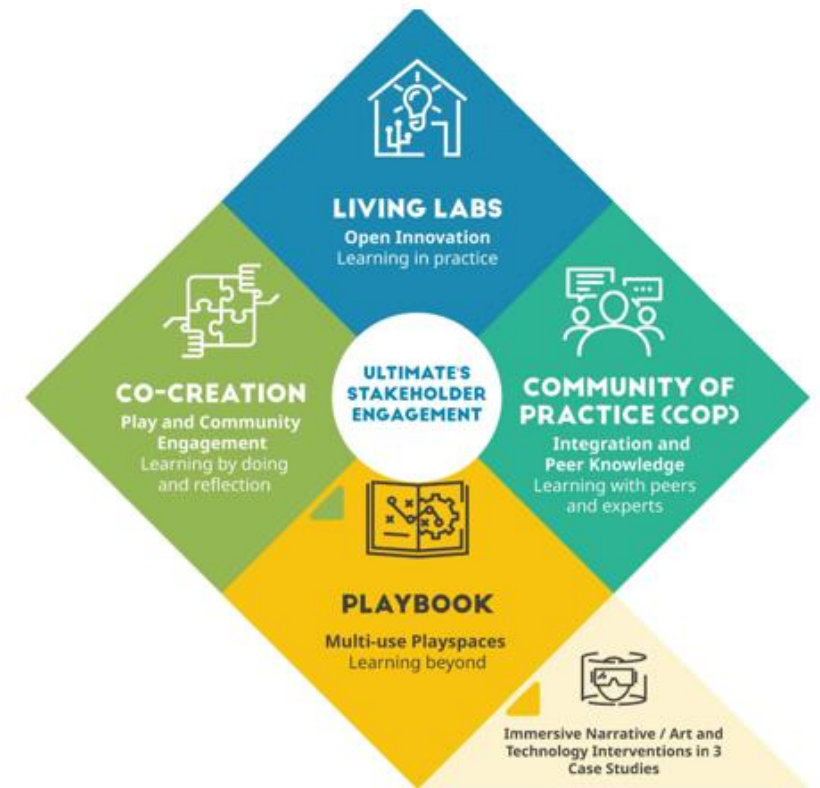 LIVING LABS
Open Innovation
Learning in practice
CO-CREATION
Play and Community
Engagement
Learning by doing
and reflection
ULTIMATE'S
STAKEHOLDER
ENGAGEMENT
COMMUNITY OF
PRACTICE (COP)
Integration and
Peer Knowledge
Learning with peers
and experts
PLAYBOOK
Multi-use Playspaces
Learning beyond
Immersive Narrative / Art and
Technology Interventions in 3
Case Studies